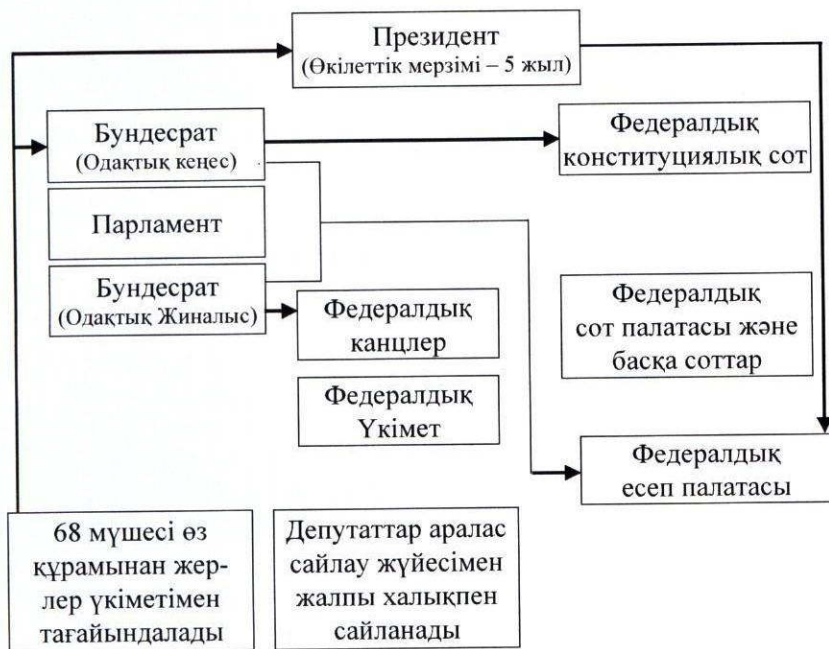 Президент
(Өкілеттік мерзімі – 5 жыл)
Бундесрат
(Одақтық кеңес)
Федералдық
конституциялық сот
Парламент
Бундесрат
(Одақтық Жиналыс)
Федералдық
канцлер
Федералдық
сот палатасы және
басқа соттар
Федералдық
Үкімет
Федералдық
есеп палатасы
68 мүшесі өз
құрамынан жер-
лер үкіметімен
тағайындалады
Депутаттар аралас
сайлау жүйесімен
жалпы халықпен
сайланады